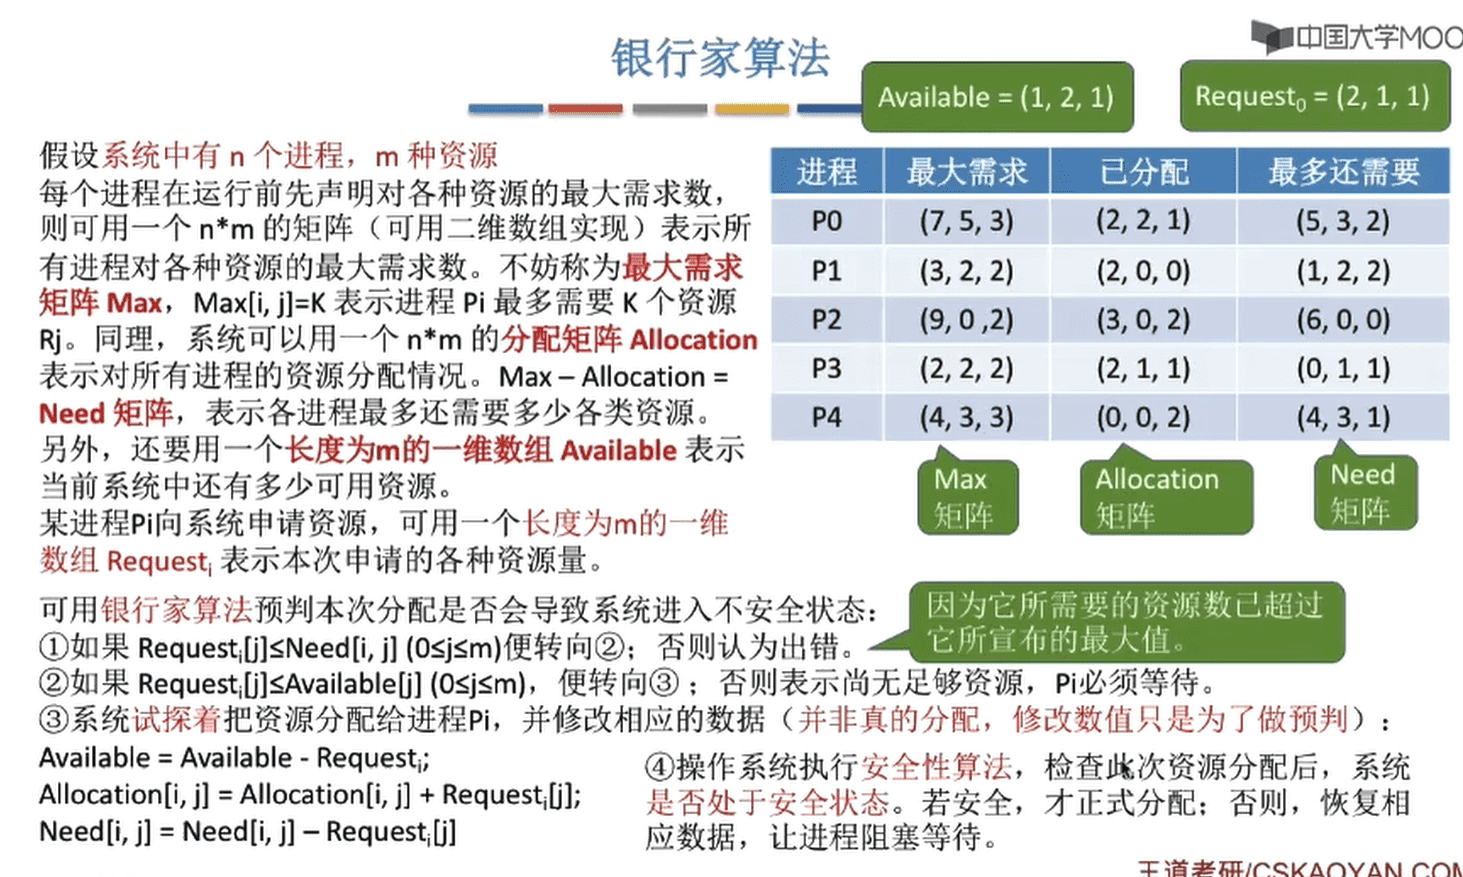 中国大学MOO
银行家算法
Available = (1, 2, 1)
Request₀ = (2, 1, 1)
假设系统中有 n 个进程，m 种资源
每个进程在运行前先声明对各种资源的最大需求数，
则可用一个 n*m 的矩阵（可用二维数组实现）表示所
有进程对各种资源的最大需求数。不妨称为最大需求
矩阵 Max，Max[i, j]=K 表示进程 Pi 最多需要 K 个资源
Rj。同理，系统可以用一个 n*m 的分配矩阵 Allocation
表示对所有进程的资源分配情况。Max – Allocation =
Need 矩阵，表示各进程最多还需要多少各类资源。
另外，还要用一个长度为m的一维数组 Available 表示
当前系统中还有多少可用资源。
某进程Pi向系统申请资源，可用一个长度为m的一维
数组 Requestᵢ 表示本次申请的各种资源量。
进程 最大需求 已分配 最多还需要
P0 (7, 5, 3) (2, 2, 1) (5, 3, 2)
P1 (3, 2, 2) (2, 0, 0) (1, 2, 2)
P2 (9, 0 ,2) (3, 0, 2) (6, 0, 0)
P3 (2, 2, 2) (2, 1, 1) (0, 1, 1)
P4 (4, 3, 3) (0, 0, 2) (4, 3, 1)
Max
矩阵
Allocation
矩阵
Need
矩阵
可用银行家算法预判本次分配是否会导致系统进入不安全状态：
①如果 Requestᵢ[j]≤Need[i, j] (0≤j≤m)便转向②；否则认为出错。
因为它所需要的资源数已超过
它所宣布的最大值。
②如果 Requestᵢ[j]≤Available[j] (0≤j≤m)，便转向③ ；否则表示尚无足够资源，Pi必须等待。
③系统试探着把资源分配给进程Pi，并修改相应的数据（并非真的分配，修改数值只是为了做预判）：
Available = Available - Requestᵢ;
Allocation[i, j] = Allocation[i, j] + Requestᵢ[j];
Need[i, j] = Need[i, j] – Requestᵢ[j]
④操作系统执行安全性算法，检查此次资源分配后，系统
是否处于安全状态。若安全，才正式分配；否则，恢复相
应数据，让进程阻塞等待。
王道考研/CSKAOYAN.COM